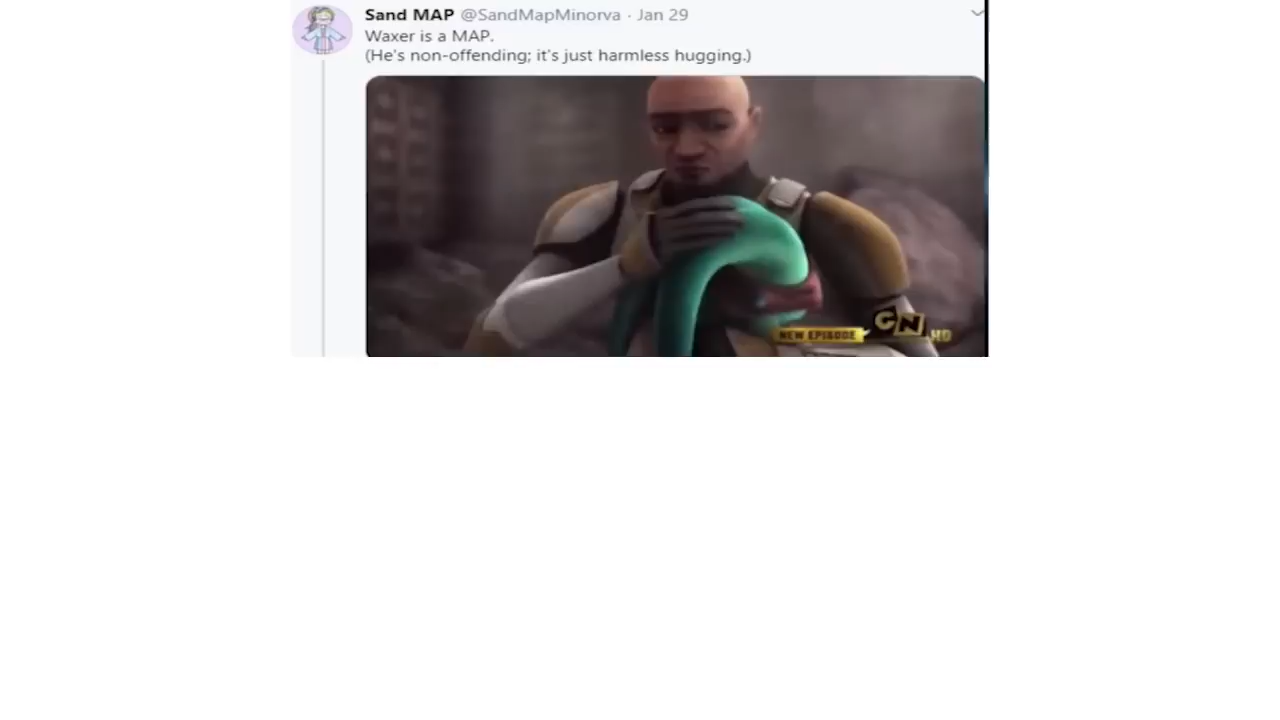 Sand MAP @SandMapMinorva · Jan 29
Waxer is a MAP.
(He's non-offending; it's just harmless hugging.)
NEW EPISODE CN HD